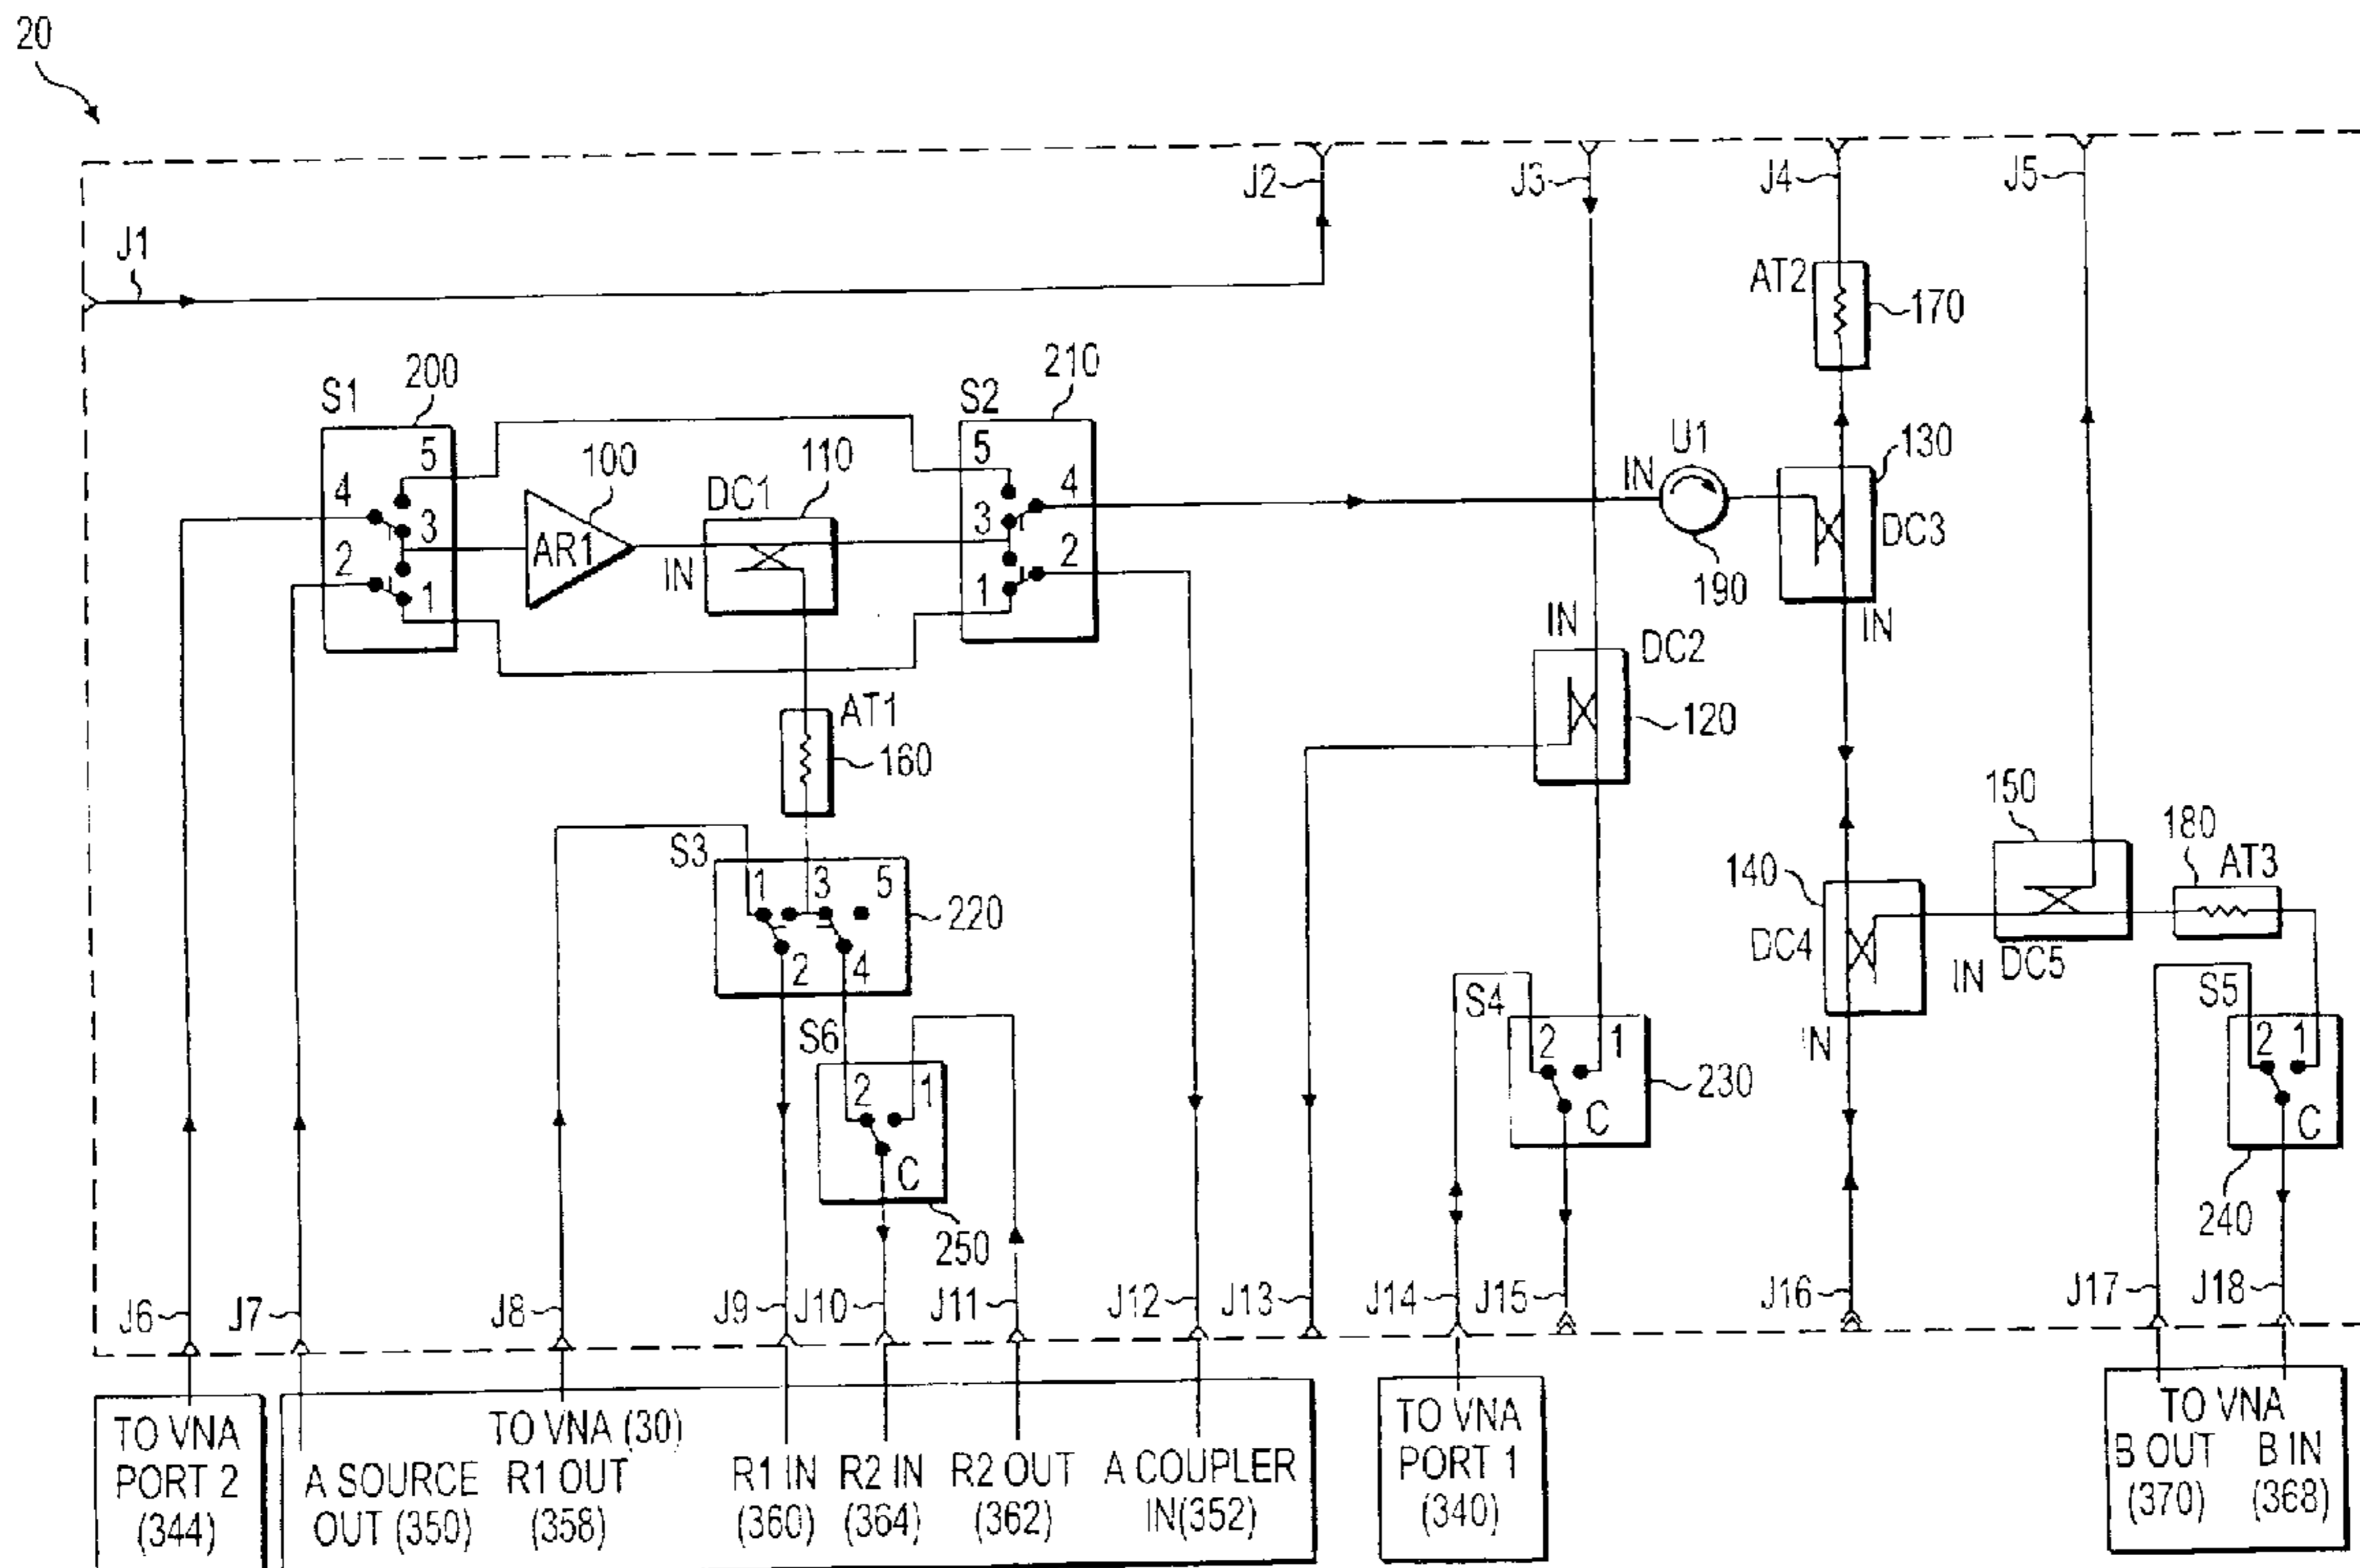 20
J1
J2
J3
J4
J5
AT2
170
S1
200
5
4
3
2
1
AR1
100
DC1
110
IN
S2
210
5
4
3
2
1
U1
IN
190
130
DC3
IN
IN
DC2
120
AT1
160
S3
1 3 5
2 4
220
S6
2 1
C
250
S4
2 1
C
230
140
DC4
IN
150
DC5
IN
180
AT3
S5
2 1
C
240
J6
J7
J8
J9
J10
J11
J12
J13
J14
J15
J16
J17
J18
TO VNA
PORT 2
(344)
TO VNA (30)
A SOURCE
OUT (350)
R1 OUT
(358)
R1 IN
(360)
R2 IN
(364)
R2 OUT
(362)
A COUPLER
IN(352)
TO VNA
PORT 1
(340)
TO VNA
B OUT
(370)
B IN
(368)